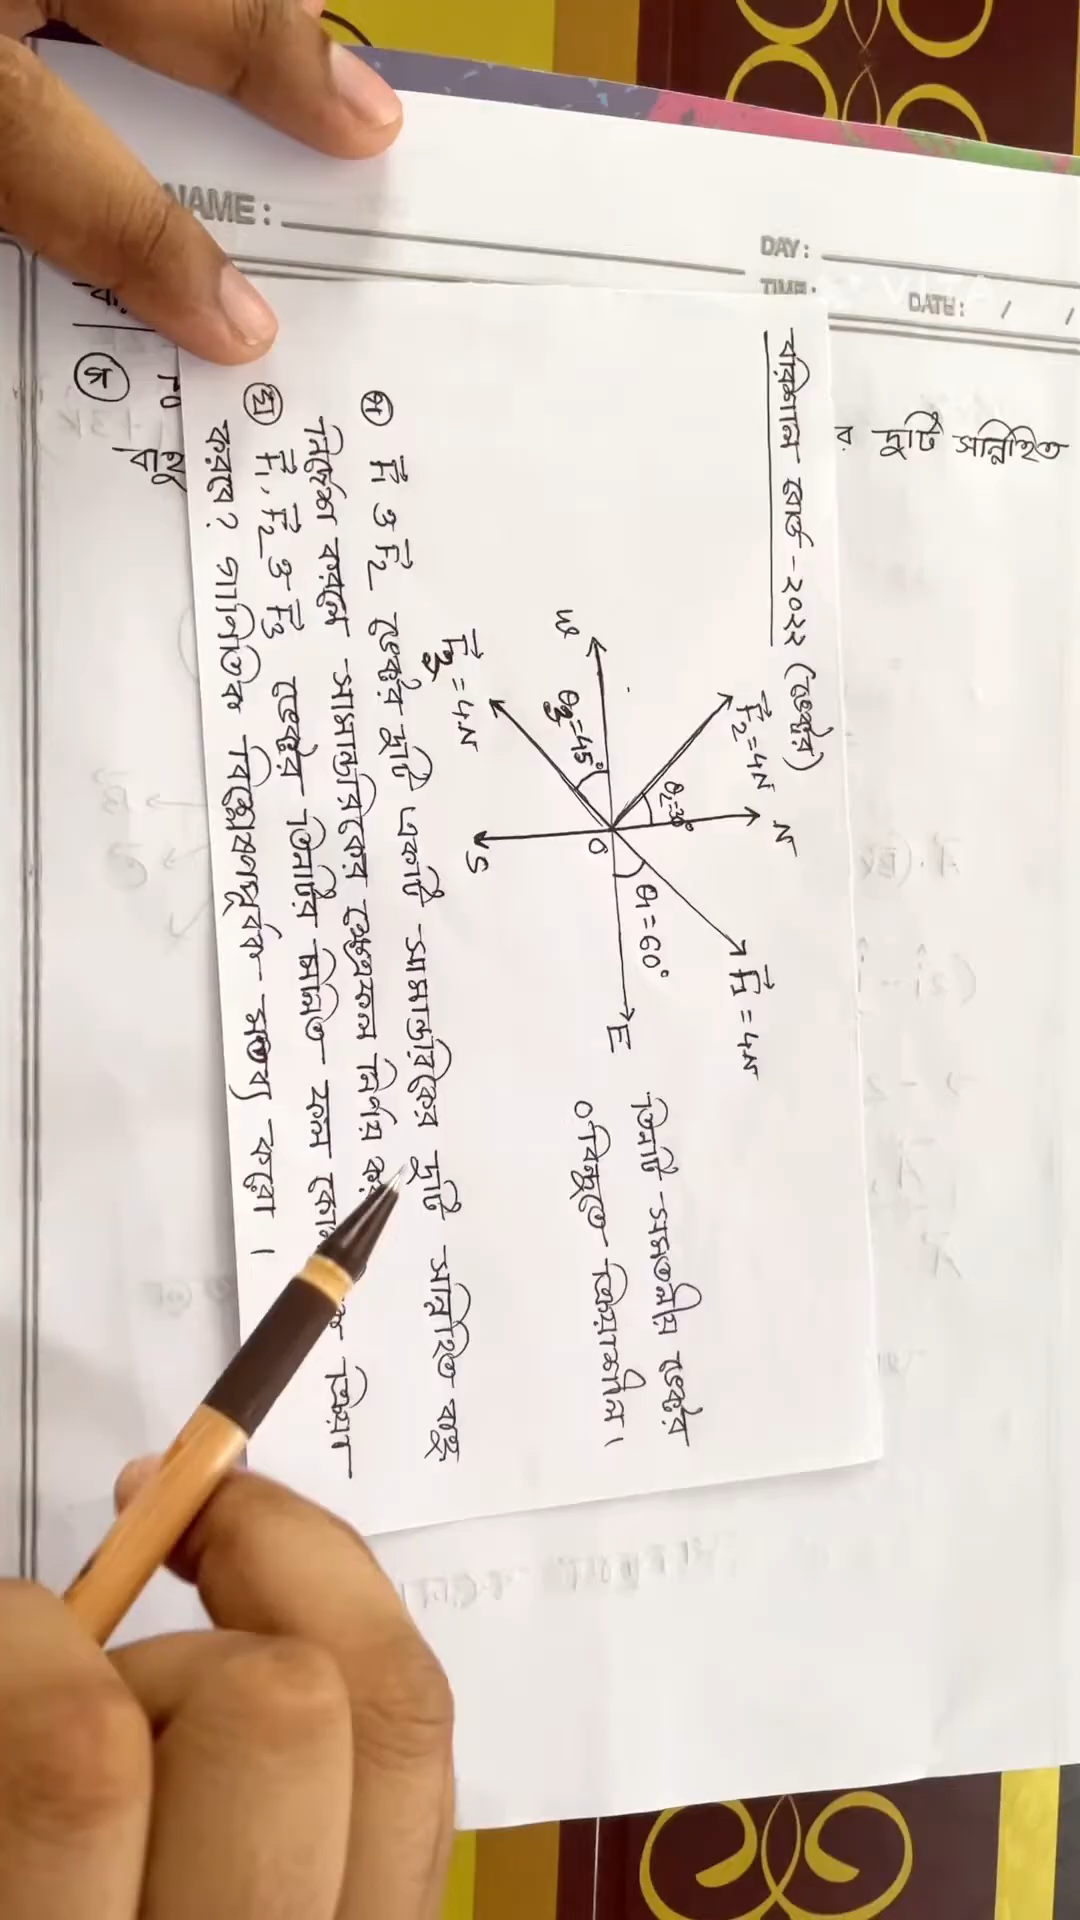 NAME :
DAY :
TIME :
DATE : / /
র দুটি সন্নিহিত
বরিশাল বোর্ড - ২০২২ (ভেক্টর)
N
F⃗₂ = 4N
θ₂=30°
F⃗₁ = 4N
θ₁ = 60°
W
E
O
θ₃=45°
F⃗₃ = 4N
S
তিনটি সমতলীয় ভেক্টর
O বিন্দুতে ক্রিয়াশীল।
গ F⃗₁ ও F⃗₂ ভেক্টর দুটি একটি সামান্তরিকের দুটি সন্নিহিত বাহু
নির্দেশ করলে সামান্তরিকের ক্ষেত্রফল নির্ণয়
ঘ F⃗₁, F⃗₂ ও F⃗₃ ভেক্টর তিনটির মিলিত ফল ক্রিয়া
করবে? গাণিতিক বিশ্লেষণপূর্বক মন্তব্য করো।